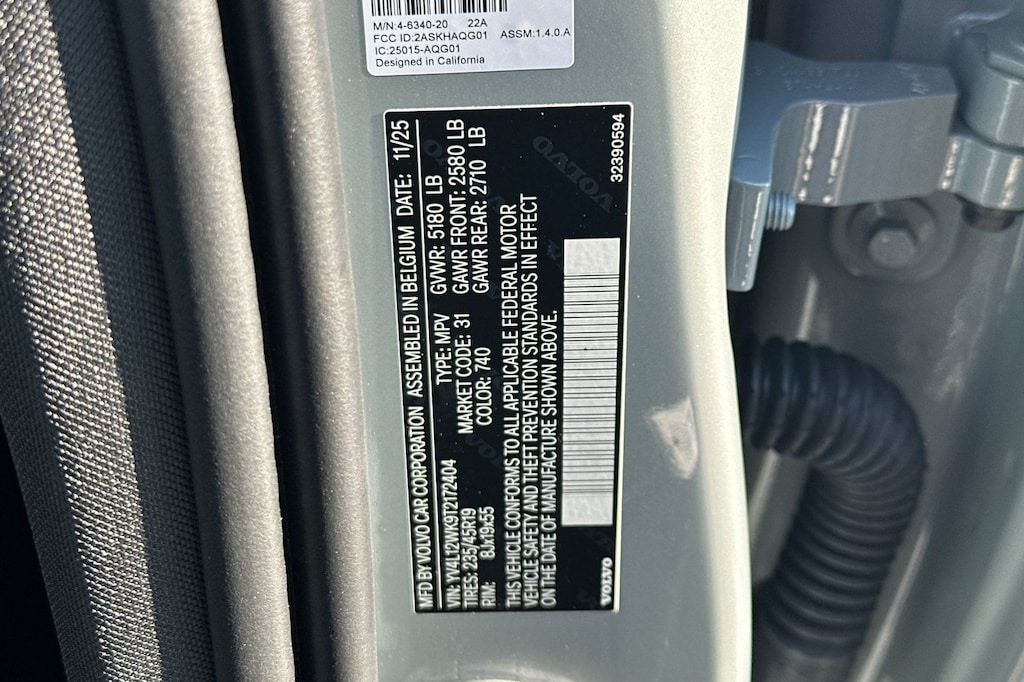 M/N:4-6340-20 22A
FCC ID:2ASKHAQG01 ASSM:1.4.0.A
IC:25015-AQG01
Designed in California
MFD BY VOLVO CAR CORPORATION ASSEMBLED IN BELGIUM DATE: 11/25
VIN: YV4L12WK9T2172404 TYPE: MPV GVWR: 5180 LB
TIRES: 235/45R19 MARKET CODE: 31 GAWR FRONT: 2580 LB
RIM: 8Jx19x55 COLOR: 740 GAWR REAR: 2710 LB
THIS VEHICLE CONFORMS TO ALL APPLICABLE FEDERAL MOTOR
VEHICLE SAFETY AND THEFT PREVENTION STANDARDS IN EFFECT
ON THE DATE OF MANUFACTURE SHOWN ABOVE.
VOLVO
32390594
VOLVO